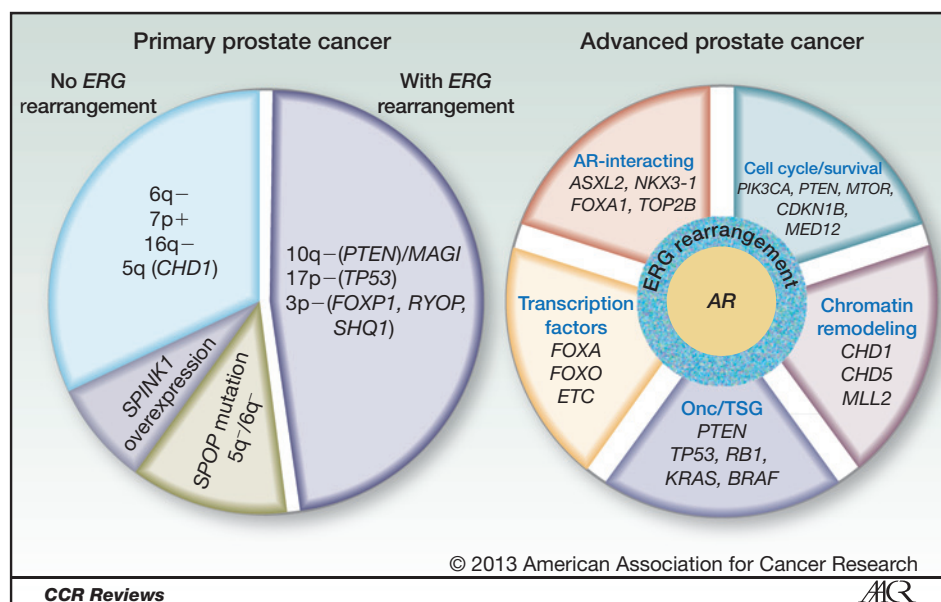 Primary prostate cancer
No ERG
rearrangement
With ERG
rearrangement
6q−
7p+
16q−
5q (CHD1)
SPINK1
overexpression
SPOP mutation
5q−/6q−
10q−(PTEN)/MAGI
17p−(TP53)
3p−(FOXP1, RYOP,
SHQ1)
Advanced prostate cancer
AR-interacting
ASXL2, NKX3-1
FOXA1, TOP2B
Cell cycle/survival
PIK3CA, PTEN, MTOR,
CDKN1B,
MED12
ERG rearrangement
AR
Transcription
factors
FOXA
FOXO
ETC
Chromatin
remodeling
CHD1
CHD5
MLL2
Onc/TSG
PTEN
TP53, RB1,
KRAS, BRAF
© 2013 American Association for Cancer Research
CCR Reviews
AACR